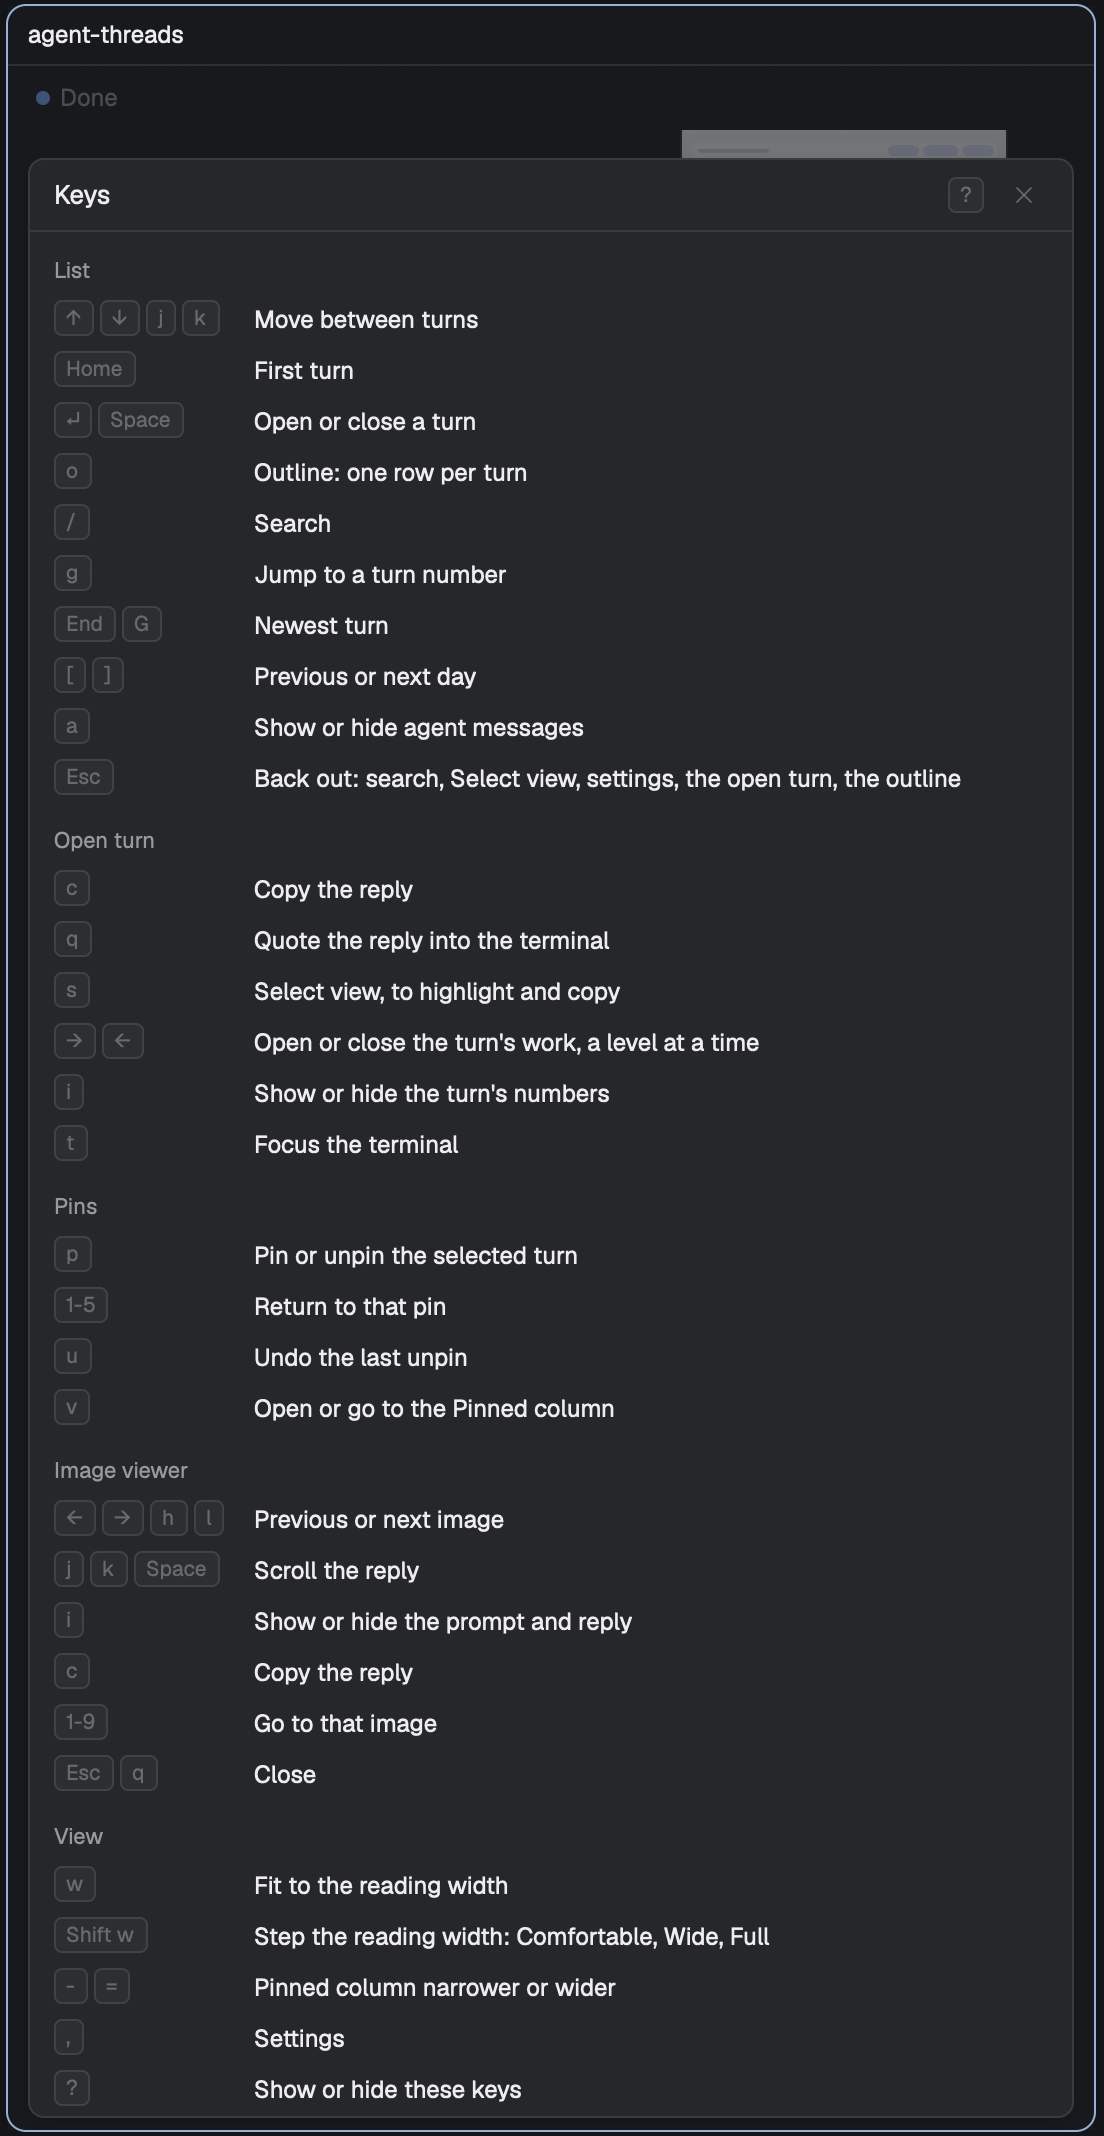 agent-threads
Done
Keys ?
List
↑ ↓ j k Move between turns
Home First turn
↵ Space Open or close a turn
o Outline: one row per turn
/ Search
g Jump to a turn number
End G Newest turn
[ ] Previous or next day
a Show or hide agent messages
Esc Back out: search, Select view, settings, the open turn, the outline
Open turn
c Copy the reply
q Quote the reply into the terminal
s Select view, to highlight and copy
→ ← Open or close the turn's work, a level at a time
i Show or hide the turn's numbers
t Focus the terminal
Pins
p Pin or unpin the selected turn
1-5 Return to that pin
u Undo the last unpin
v Open or go to the Pinned column
Image viewer
← → h l Previous or next image
j k Space Scroll the reply
i Show or hide the prompt and reply
c Copy the reply
1-9 Go to that image
Esc q Close
View
w Fit to the reading width
Shift w Step the reading width: Comfortable, Wide, Full
- = Pinned column narrower or wider
, Settings
? Show or hide these keys